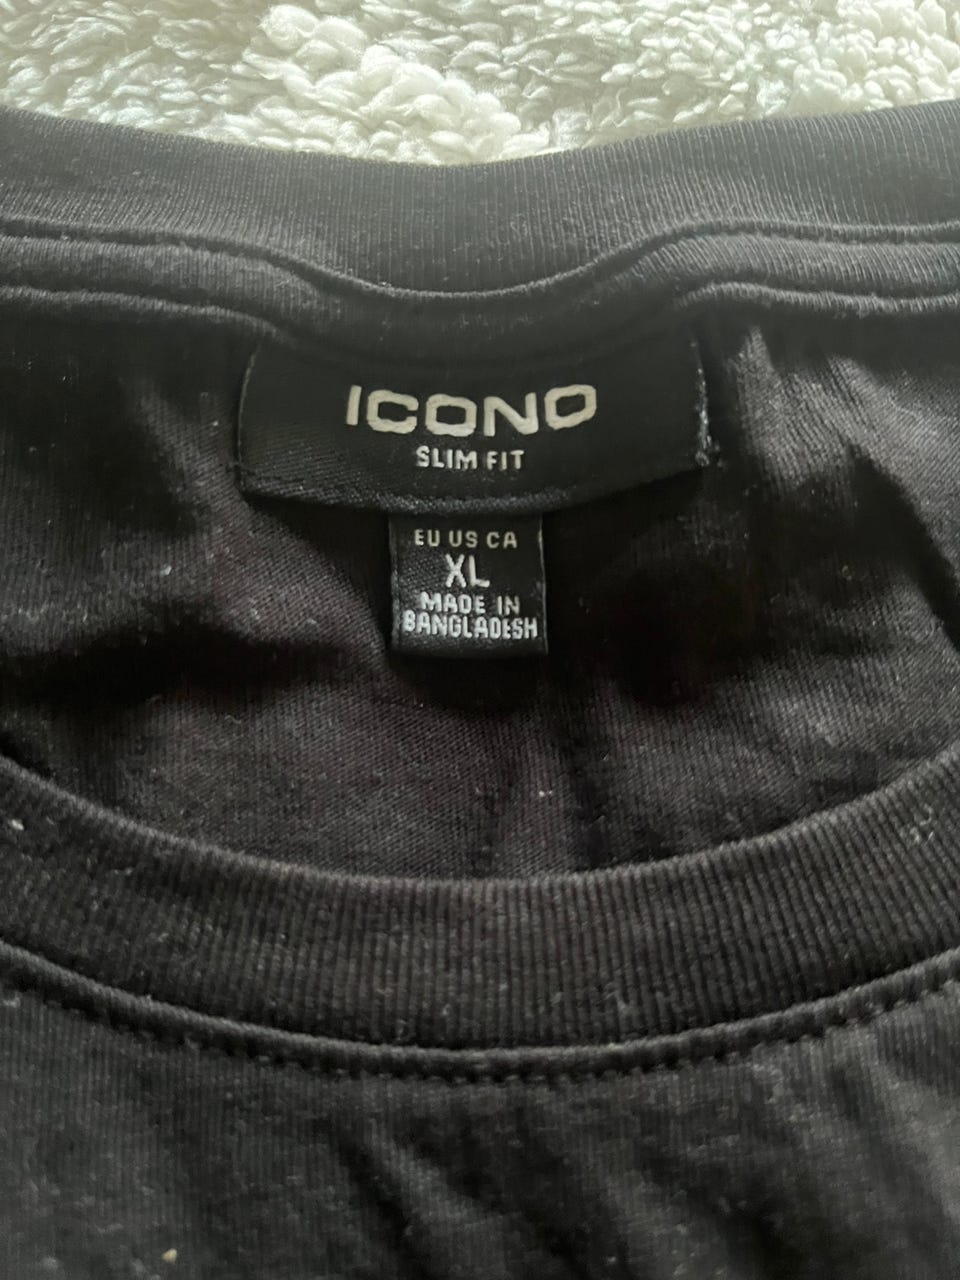 ICONO
SLIM FIT
EU US CA
XL
MADE IN
BANGLADESH